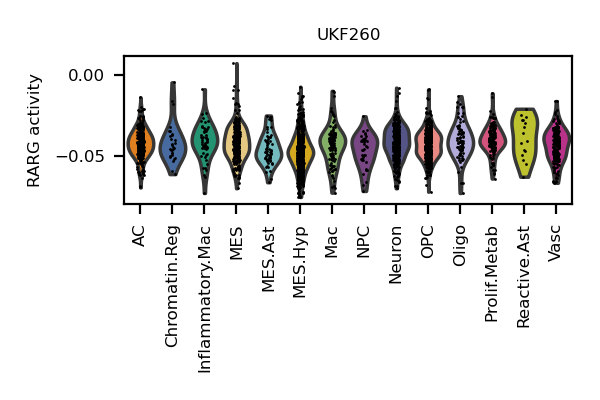 UKF260
RARG activity
0.00
−0.05
AC
Chromatin.Reg
Inflammatory.Mac
MES
MES.Ast
MES.Hyp
Mac
NPC
Neuron
OPC
Oligo
Prolif.Metab
Reactive.Ast
Vasc